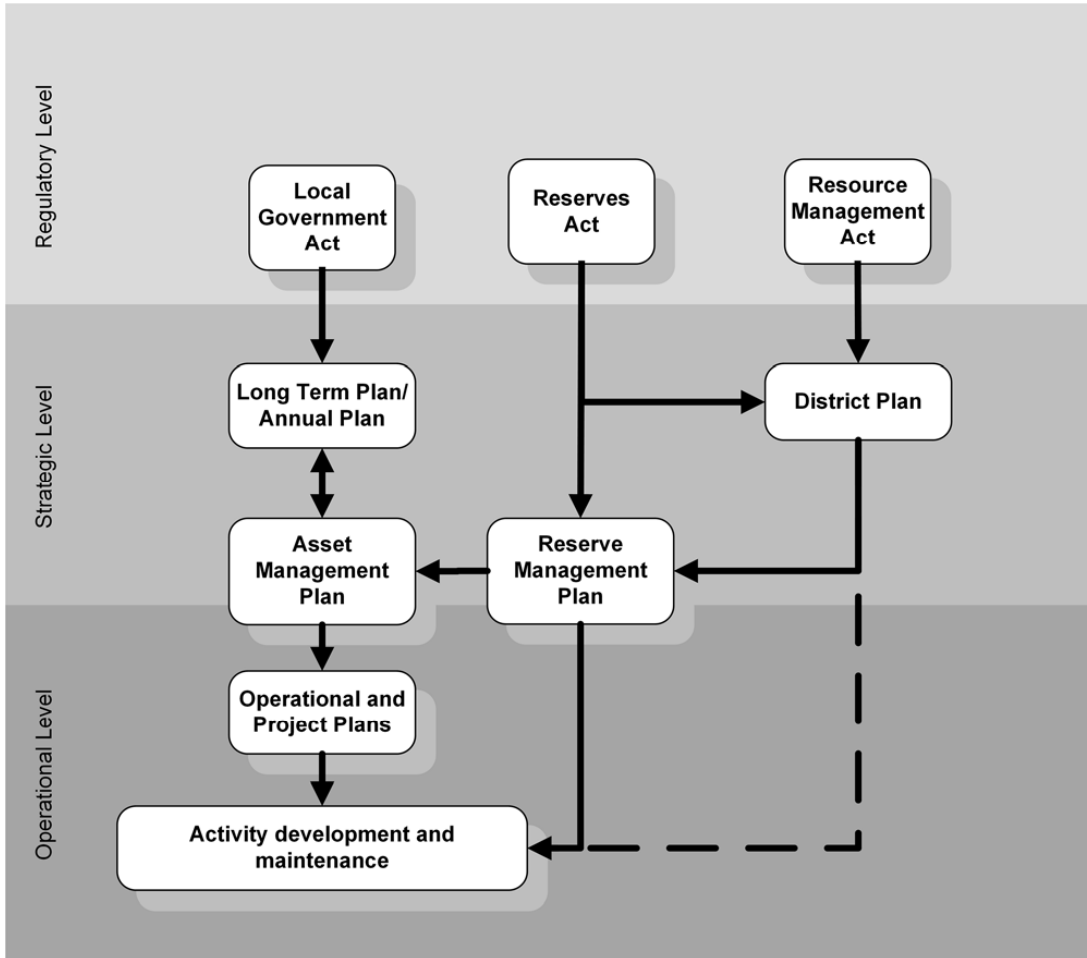 Regulatory Level
Local
Government
Act
Reserves
Act
Resource
Management
Act
Strategic Level
Long Term Plan/
Annual Plan
District Plan
Asset
Management
Plan
Reserve
Management
Plan
Operational Level
Operational and
Project Plans
Activity development and
maintenance